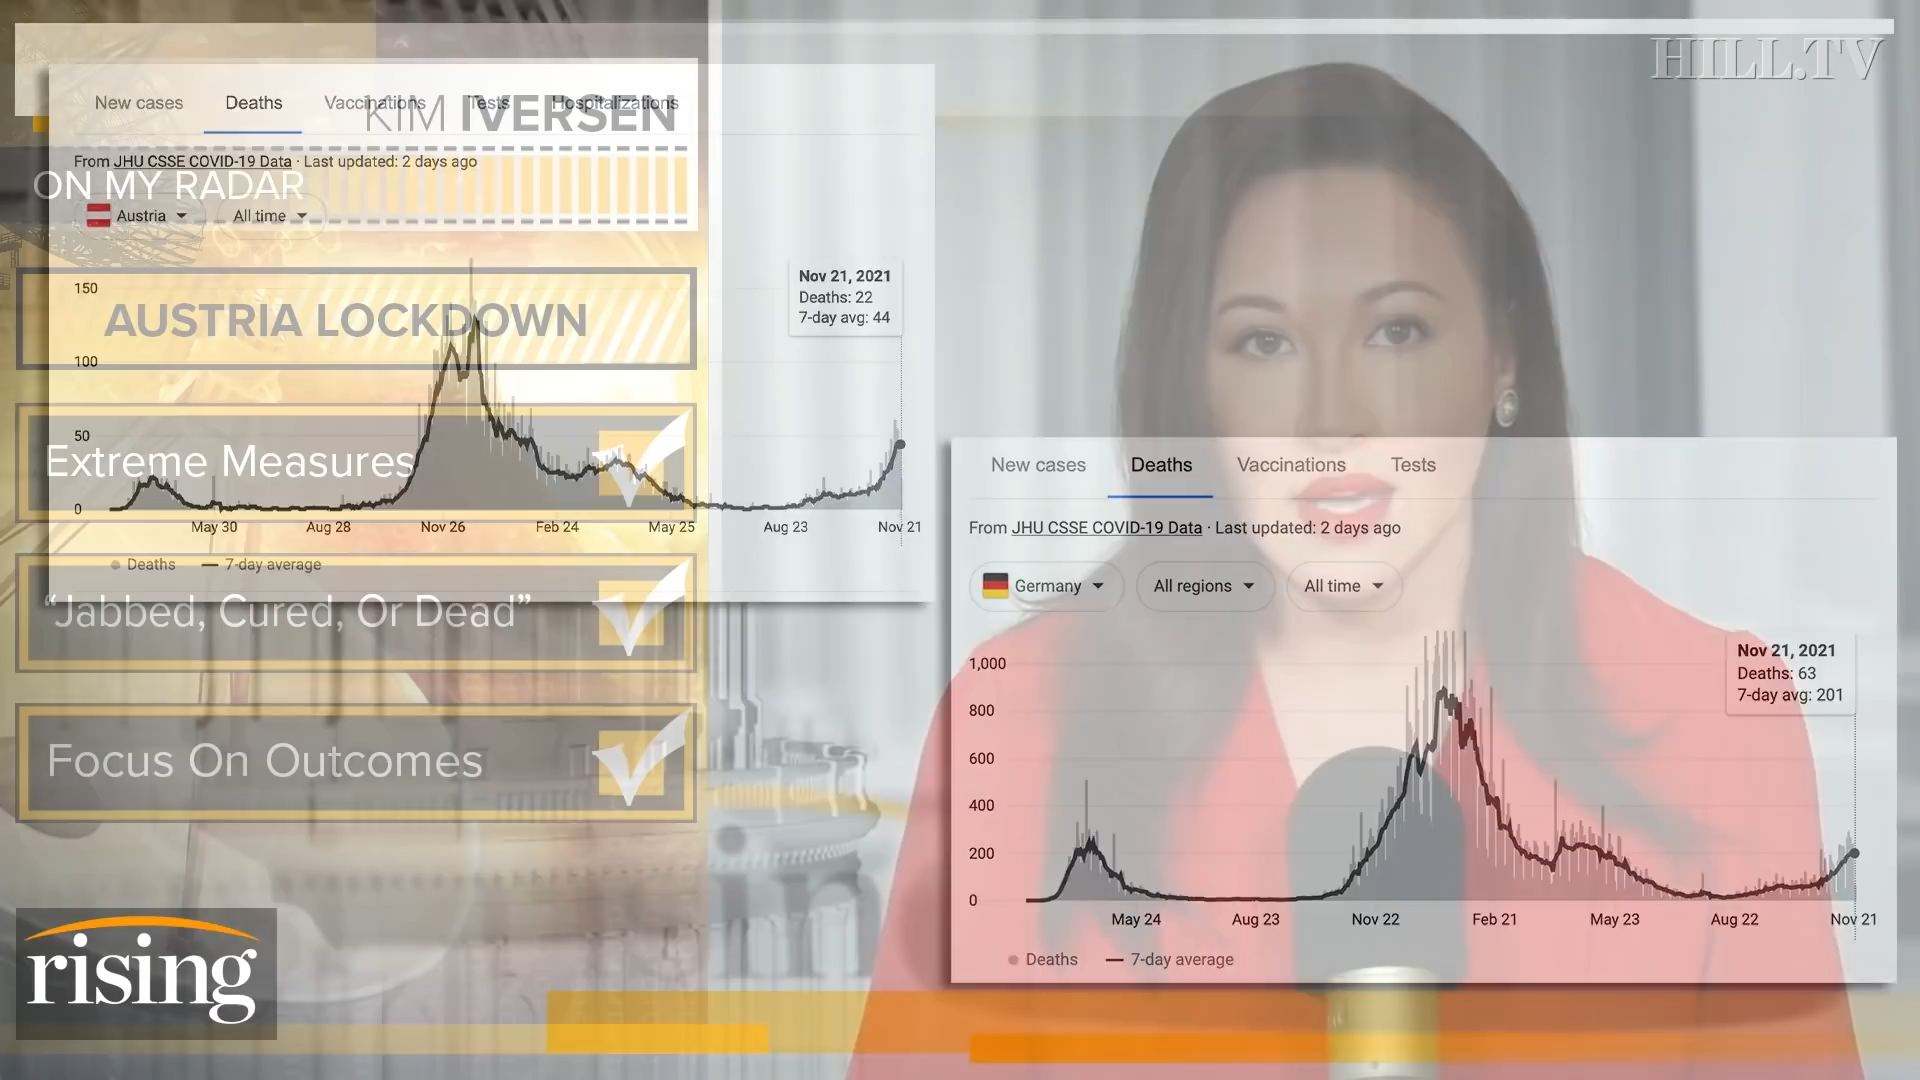 HILL.TV
KIM IVERSEN
ON MY RADAR
AUSTRIA LOCKDOWN
Extreme Measures
“Jabbed, Cured, Or Dead”
Focus On Outcomes
rising
New cases Deaths Vaccinations Tests Hospitalizations
From JHU CSSE COVID-19 Data · Last updated: 2 days ago
Austria All time
Nov 21, 2021
Deaths: 22
7-day avg: 44
150
100
50
0
May 30 Aug 28 Nov 26 Feb 24 May 25 Aug 23 Nov 21
Deaths 7-day average
New cases Deaths Vaccinations Tests
From JHU CSSE COVID-19 Data · Last updated: 2 days ago
Germany All regions All time
Nov 21, 2021
Deaths: 63
7-day avg: 201
1,000
800
600
400
200
0
May 24 Aug 23 Nov 22 Feb 21 May 23 Aug 22 Nov 21
Deaths 7-day average